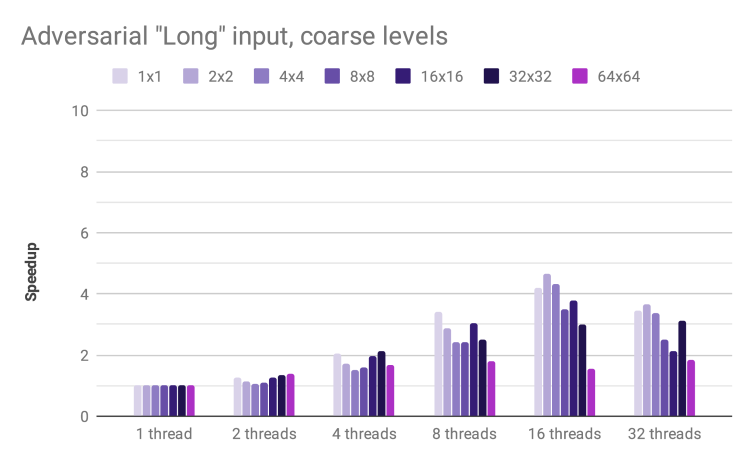 Adversarial "Long" input, coarse levels
1x1 2x2 4x4 8x8 16x16 32x32 64x64
10
8
6
4
2
0
Speedup
1 thread 2 threads 4 threads 8 threads 16 threads 32 threads